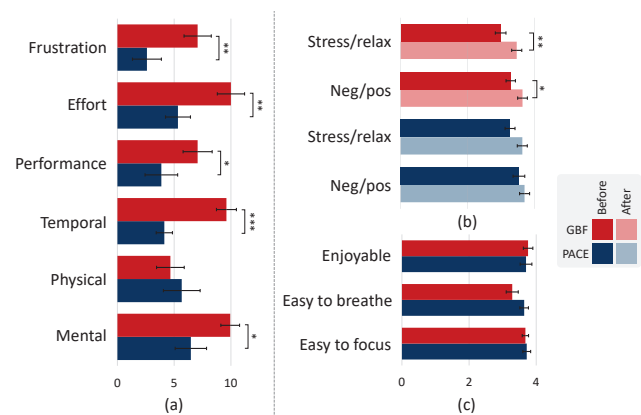 Frustration
**
Effort
**
Performance
*
Temporal
***
Physical
Mental
*
0 5 10
(a)
Stress/relax
**
Neg/pos
*
Stress/relax
Neg/pos
(b)
Before After
GBF
PACE
Enjoyable
Easy to breathe
Easy to focus
0 2 4
(c)